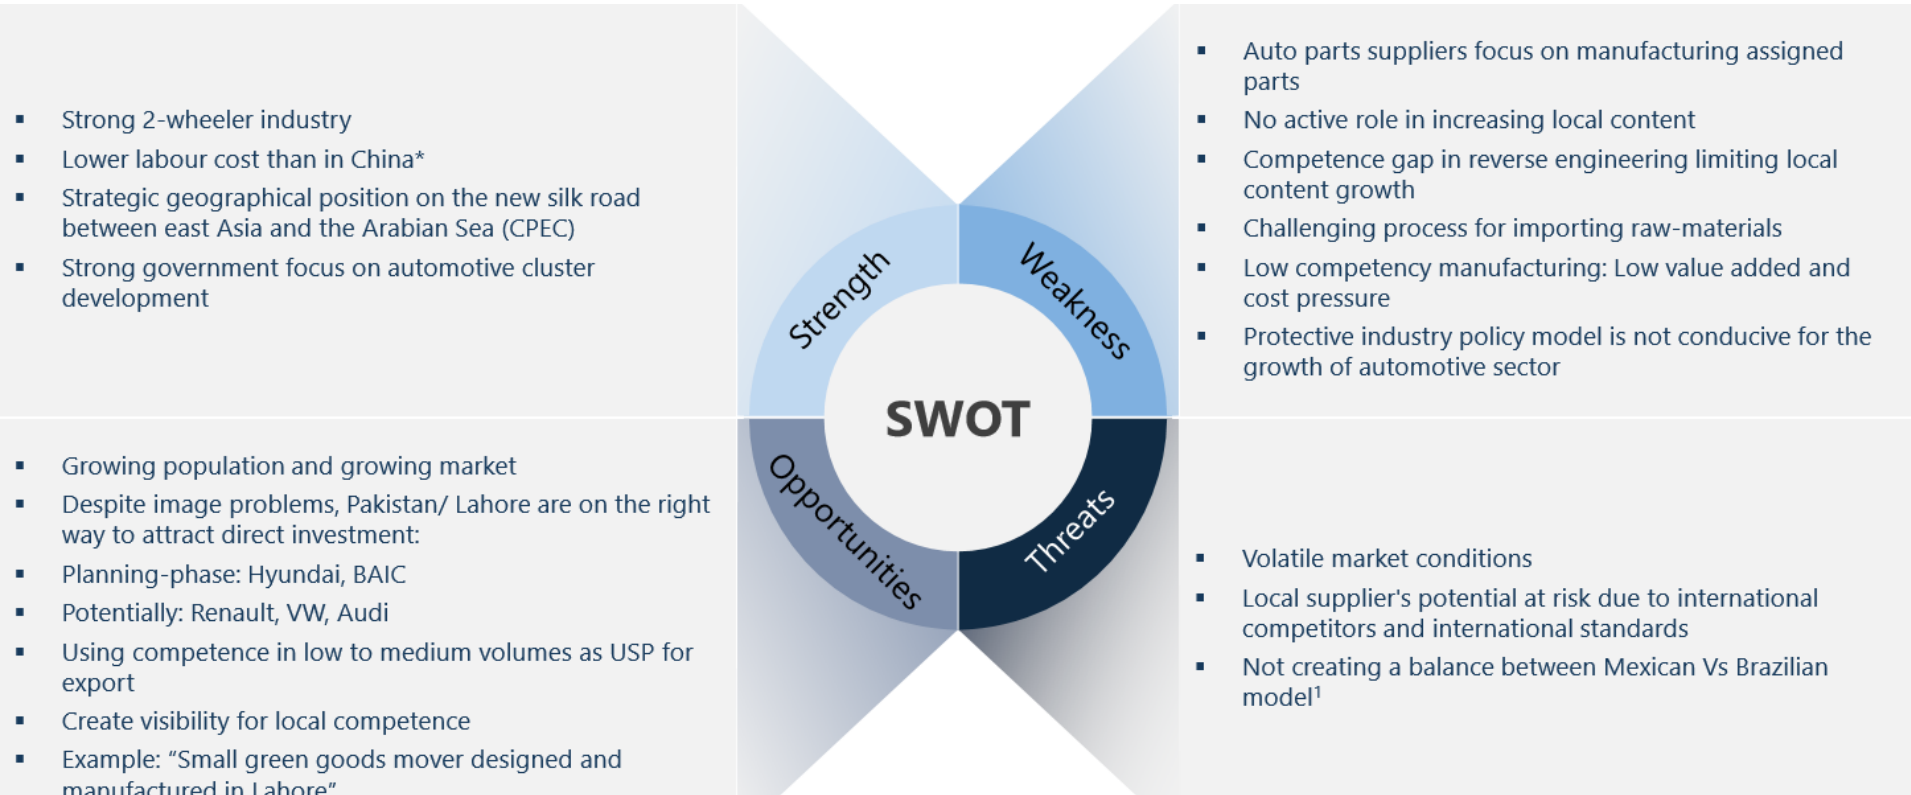 ▪ Strong 2-wheeler industry
▪ Lower labour cost than in China*
▪ Strategic geographical position on the new silk road
between east Asia and the Arabian Sea (CPEC)
▪ Strong government focus on automotive cluster
development
▪ Auto parts suppliers focus on manufacturing assigned
parts
▪ No active role in increasing local content
▪ Competence gap in reverse engineering limiting local
content growth
▪ Challenging process for importing raw-materials
▪ Low competency manufacturing: Low value added and
cost pressure
▪ Protective industry policy model is not conducive for the
growth of automotive sector
Strength
Weakness
SWOT
Opportunities
Threats
▪ Growing population and growing market
▪ Despite image problems, Pakistan/ Lahore are on the right
way to attract direct investment:
▪ Planning-phase: Hyundai, BAIC
▪ Potentially: Renault, VW, Audi
▪ Using competence in low to medium volumes as USP for
export
▪ Create visibility for local competence
▪ Example: “Small green goods mover designed and
manufactured in Lahore”
▪ Volatile market conditions
▪ Local supplier's potential at risk due to international
competitors and international standards
▪ Not creating a balance between Mexican Vs Brazilian
model¹